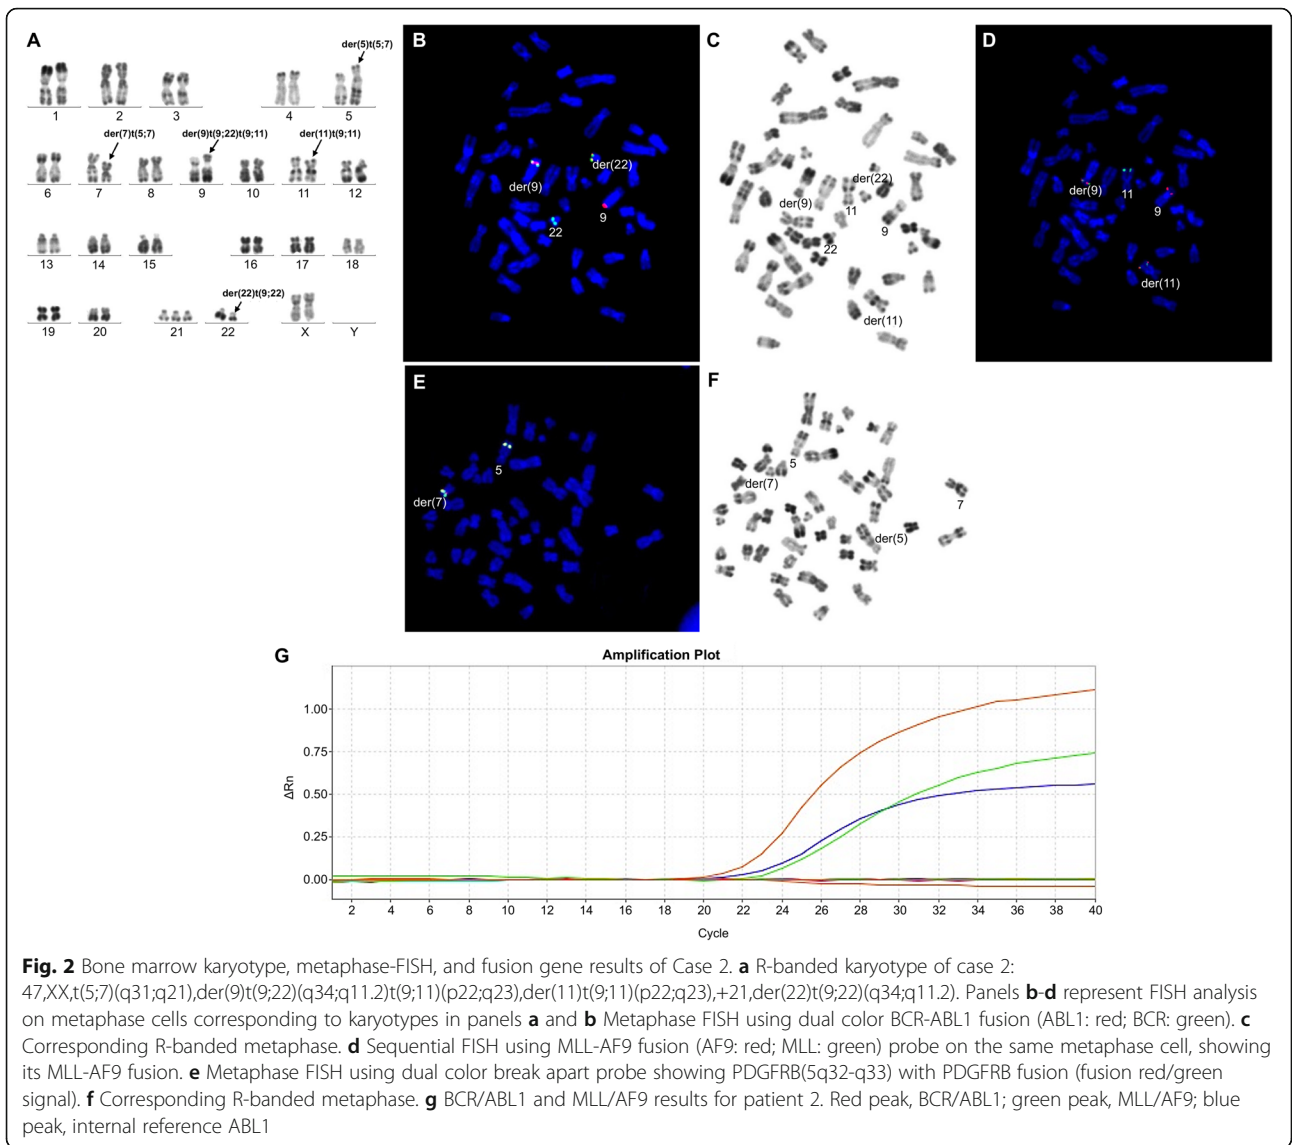 A
der(5)t(5;7)
1
2
3
4
5
der(7)t(5;7)
der(9)t(9;22)t(9;11)
der(11)t(9;11)
6
7
8
9
10
11
12
13
14
15
16
17
18
der(22)t(9;22)
19
20
21
22
X
Y
B
der(9)
der(22)
9
22
C
der(22)
der(9)
11
9
22
der(11)
D
der(9)
11
9
der(11)
E
5
der(7)
F
5
der(7)
7
der(5)
G
Amplification Plot
ΔRn
1.00
0.75
0.50
0.25
0.00
2 4 6 8 10 12 14 16 18 20 22 24 26 28 30 32 34 36 38 40
Cycle
Fig. 2 Bone marrow karyotype, metaphase-FISH, and fusion gene results of Case 2. a R-banded karyotype of case 2:
47,XX,t(5;7)(q31;q21),der(9)t(9;22)(q34;q11.2)t(9;11)(p22;q23),der(11)t(9;11)(p22;q23),+21,der(22)t(9;22)(q34;q11.2). Panels b-d represent FISH analysis
on metaphase cells corresponding to karyotypes in panels a and b Metaphase FISH using dual color BCR-ABL1 fusion (ABL1: red; BCR: green). c
Corresponding R-banded metaphase. d Sequential FISH using MLL-AF9 fusion (AF9: red; MLL: green) probe on the same metaphase cell, showing
its MLL-AF9 fusion. e Metaphase FISH using dual color break apart probe showing PDGFRB(5q32-q33) with PDGFRB fusion (fusion red/green
signal). f Corresponding R-banded metaphase. g BCR/ABL1 and MLL/AF9 results for patient 2. Red peak, BCR/ABL1; green peak, MLL/AF9; blue
peak, internal reference ABL1